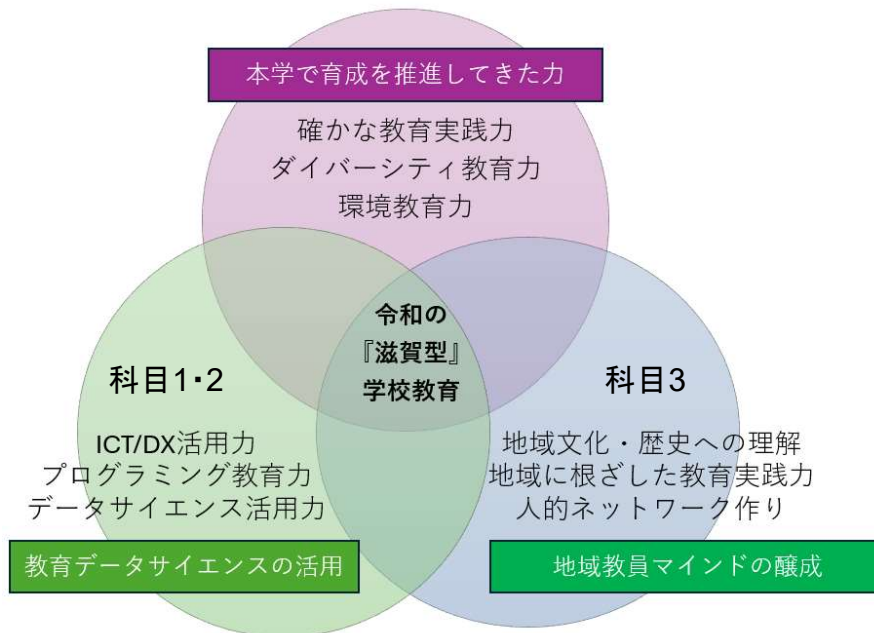 本学で育成を推進してきた力
確かな教育実践力
ダイバーシティ教育力
環境教育力
令和の
『滋賀型』
学校教育
科目1・2
ICT/DX活用力
プログラミング教育力
データサイエンス活用力
教育データサイエンスの活用
科目3
地域文化・歴史への理解
地域に根ざした教育実践力
人的ネットワーク作り
地域教員マインドの醸成